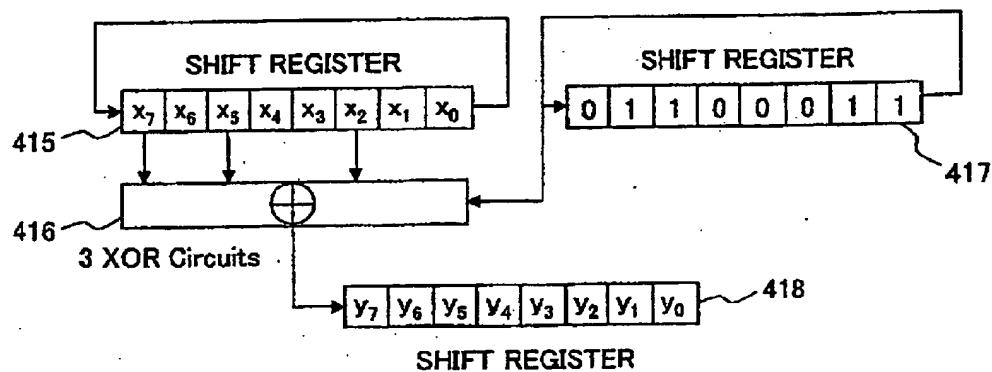 SHIFT REGISTER
SHIFT REGISTER
x₇ x₆ x₅ x₄ x₃ x₂ x₁ x₀
0 1 1 0 0 0 1 1
415
417
416
3 XOR Circuits
y₇ y₆ y₅ y₄ y₃ y₂ y₁ y₀
418
SHIFT REGISTER